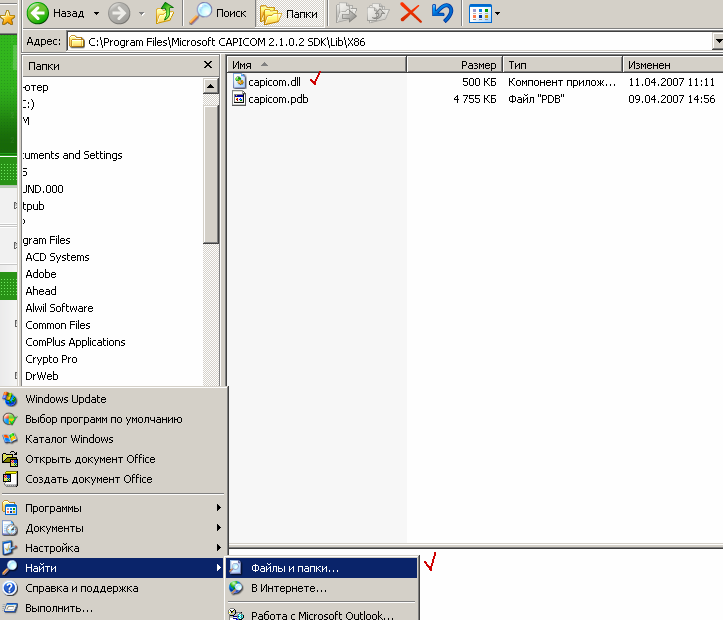 Назад Поиск Папки
Адрес: C:\Program Files\Microsoft CAPICOM 2.1.0.2 SDK\Lib\X86
Папки
Имя Размер Тип Изменен
capicom.dll 500 КБ Компонент прилож... 11.04.2007 11:11
capicom.pdb 4 755 КБ Файл "PDB" 09.04.2007 14:56
ютер
C:)
M
uments and Settings
UND.000
tpub
gram Files
ACD Systems
Adobe
Ahead
Alwil Software
Common Files
ComPlus Applications
Crypto Pro
DrWeb
Windows Update
Выбор программ по умолчанию
Каталог Windows
Открыть документ Office
Создать документ Office
Программы
Документы
Настройка
Найти
Файлы и папки...
В Интернете...
Работа с Microsoft Outlook...
Справка и поддержка
Выполнить...